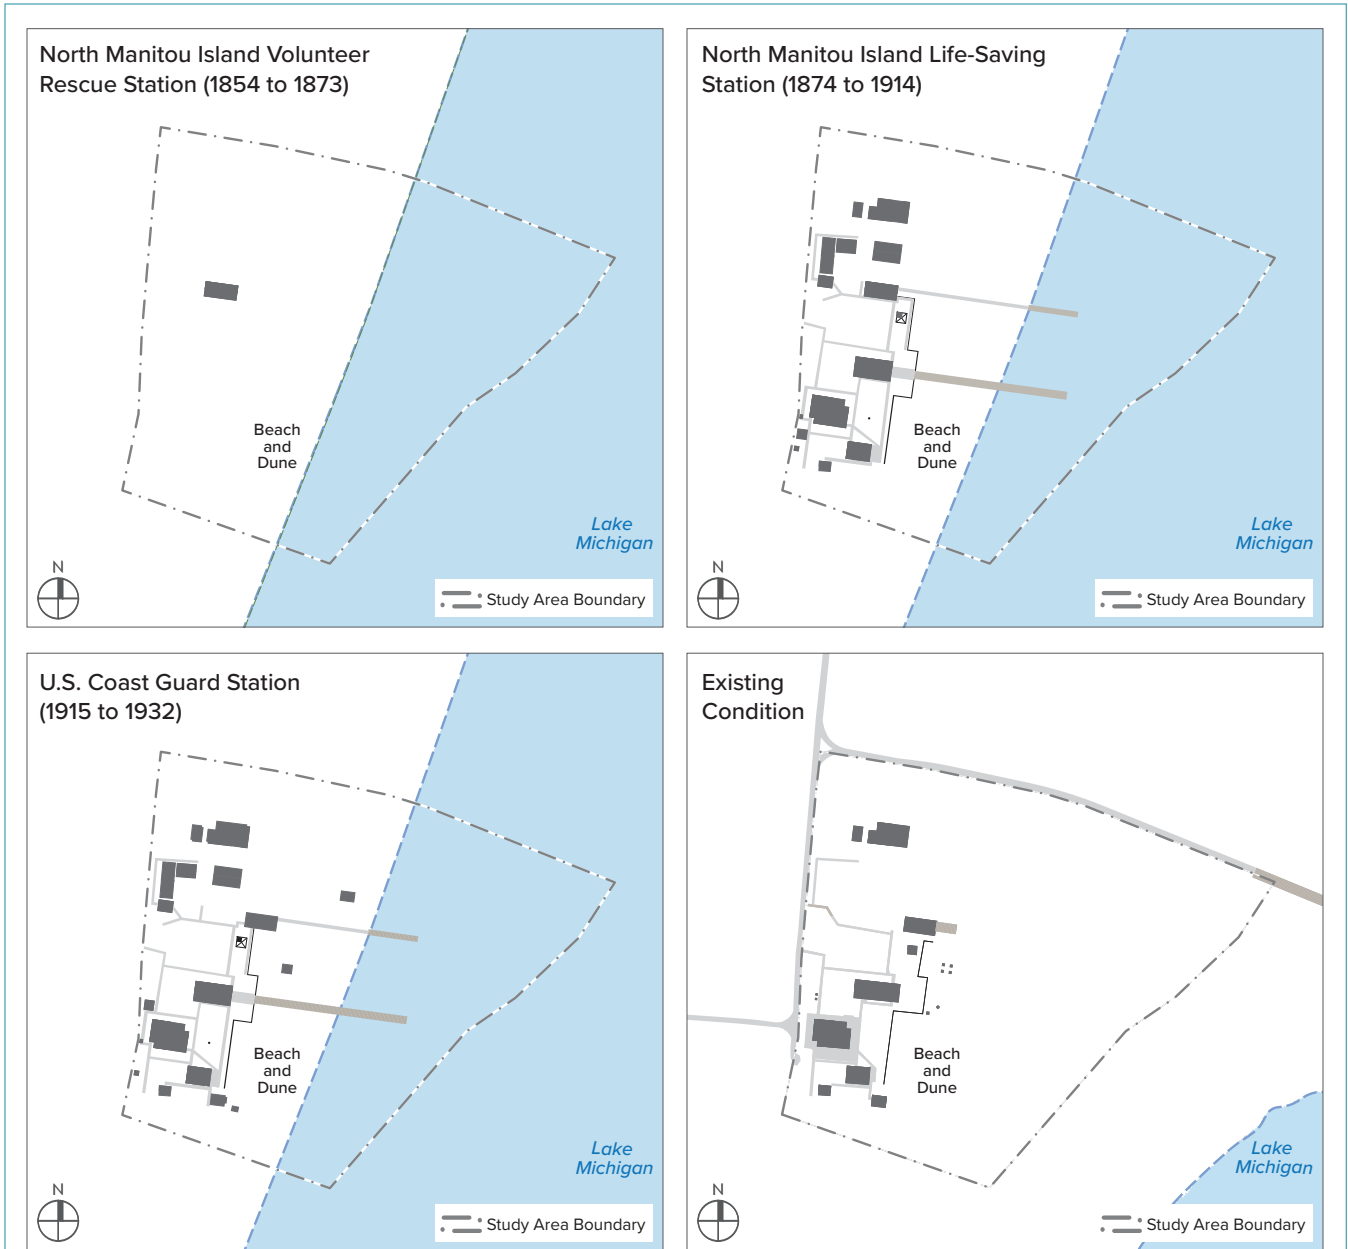 North Manitou Island Volunteer
Rescue Station (1854 to 1873)
Beach
and
Dune
Lake
Michigan
N
Study Area Boundary
North Manitou Island Life-Saving
Station (1874 to 1914)
Beach
and
Dune
Lake
Michigan
N
Study Area Boundary
U.S. Coast Guard Station
(1915 to 1932)
Beach
and
Dune
Lake
Michigan
N
Study Area Boundary
Existing
Condition
Beach
and
Dune
Lake
Michigan
N
Study Area Boundary